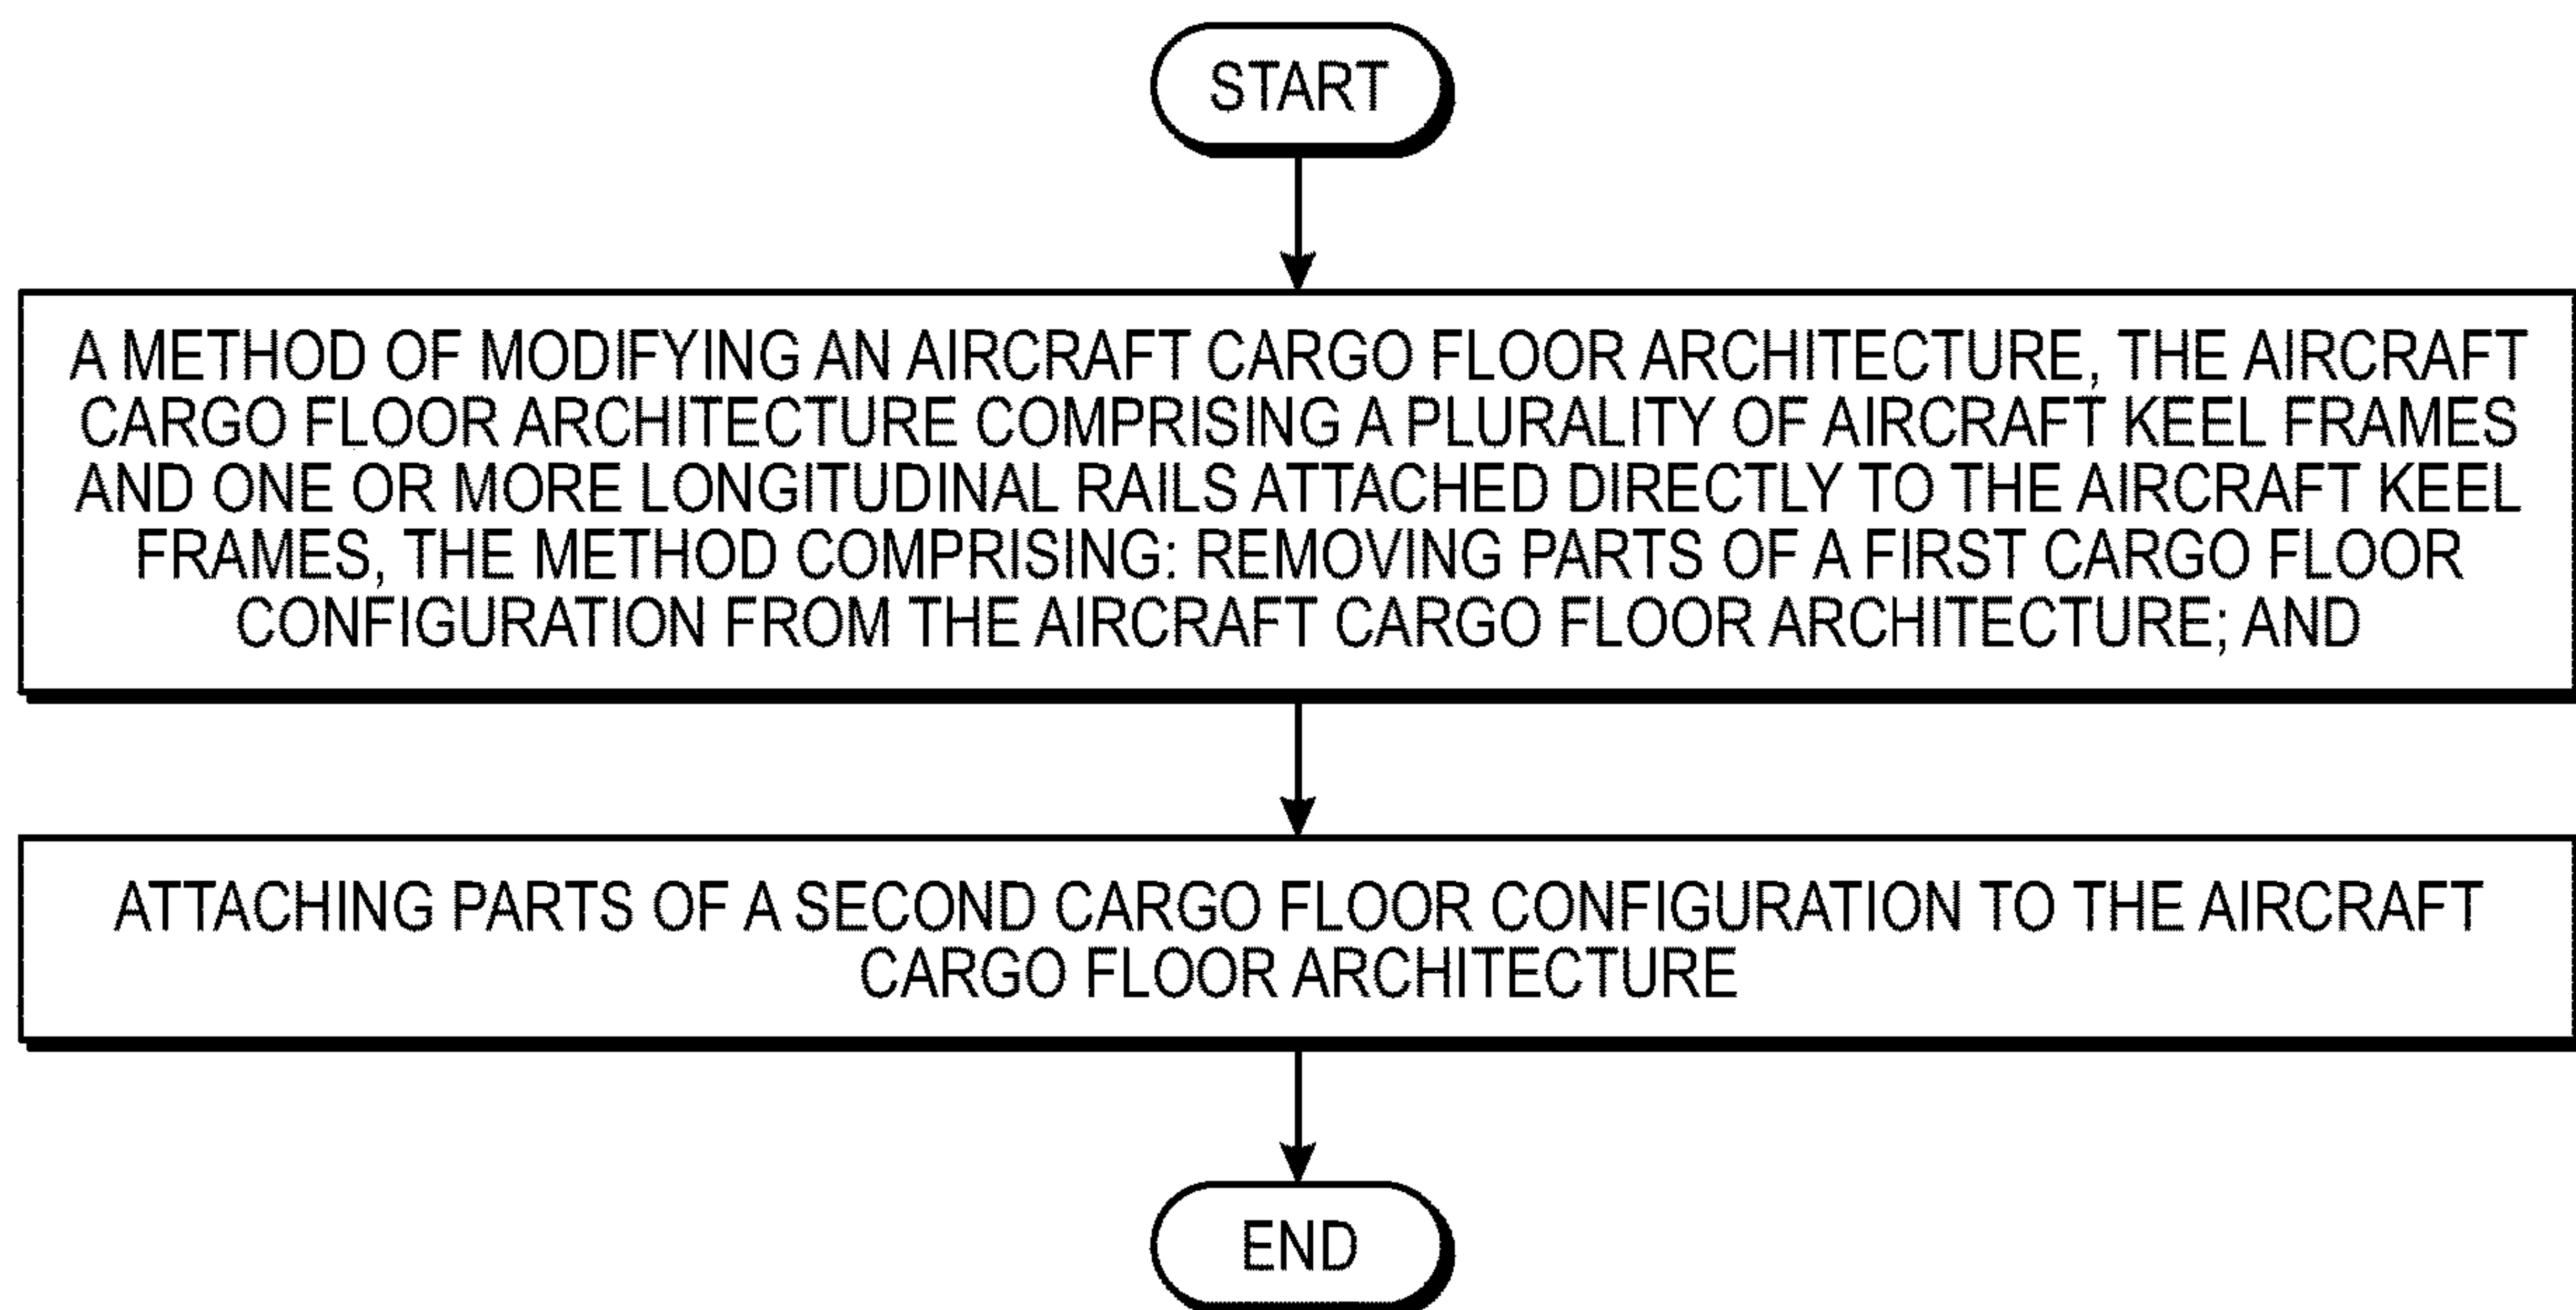 START
A METHOD OF MODIFYING AN AIRCRAFT CARGO FLOOR ARCHITECTURE, THE AIRCRAFT
CARGO FLOOR ARCHITECTURE COMPRISING A PLURALITY OF AIRCRAFT KEEL FRAMES
AND ONE OR MORE LONGITUDINAL RAILS ATTACHED DIRECTLY TO THE AIRCRAFT KEEL
FRAMES, THE METHOD COMPRISING: REMOVING PARTS OF A FIRST CARGO FLOOR
CONFIGURATION FROM THE AIRCRAFT CARGO FLOOR ARCHITECTURE; AND
ATTACHING PARTS OF A SECOND CARGO FLOOR CONFIGURATION TO THE AIRCRAFT
CARGO FLOOR ARCHITECTURE
END